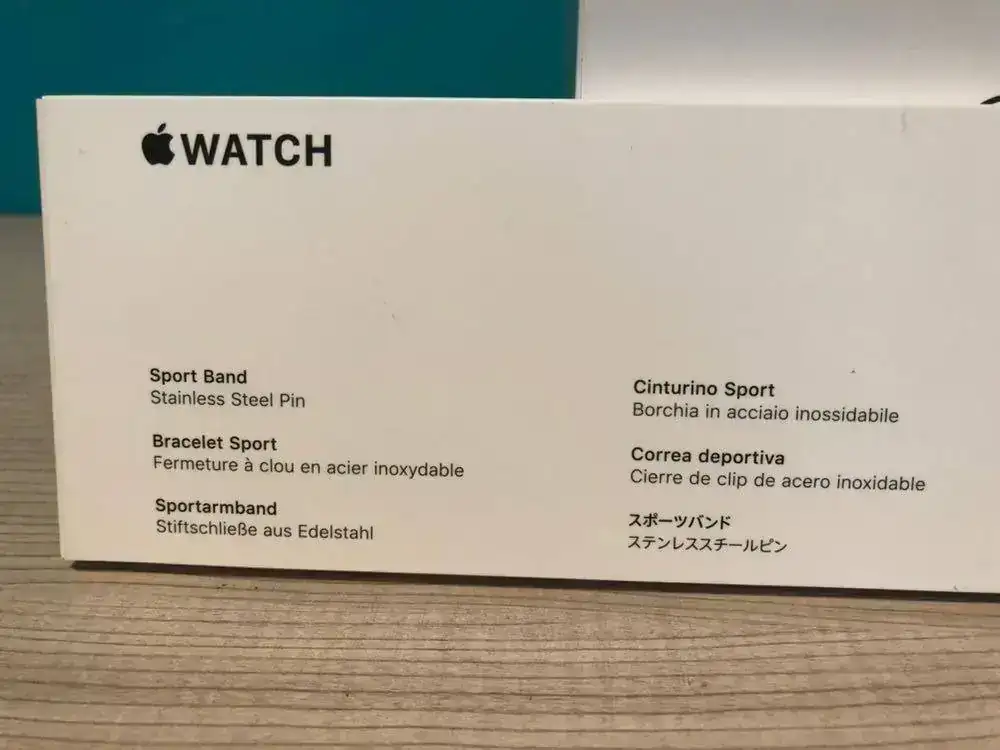 WATCH
Sport Band
Stainless Steel Pin
Bracelet Sport
Fermeture à clou en acier inoxydable
Sportarmband
Stiftschließe aus Edelstahl
Cinturino Sport
Borchia in acciaio inossidabile
Correa deportiva
Cierre de clip de acero inoxidable
スポーツバンド
ステンレススチールピン